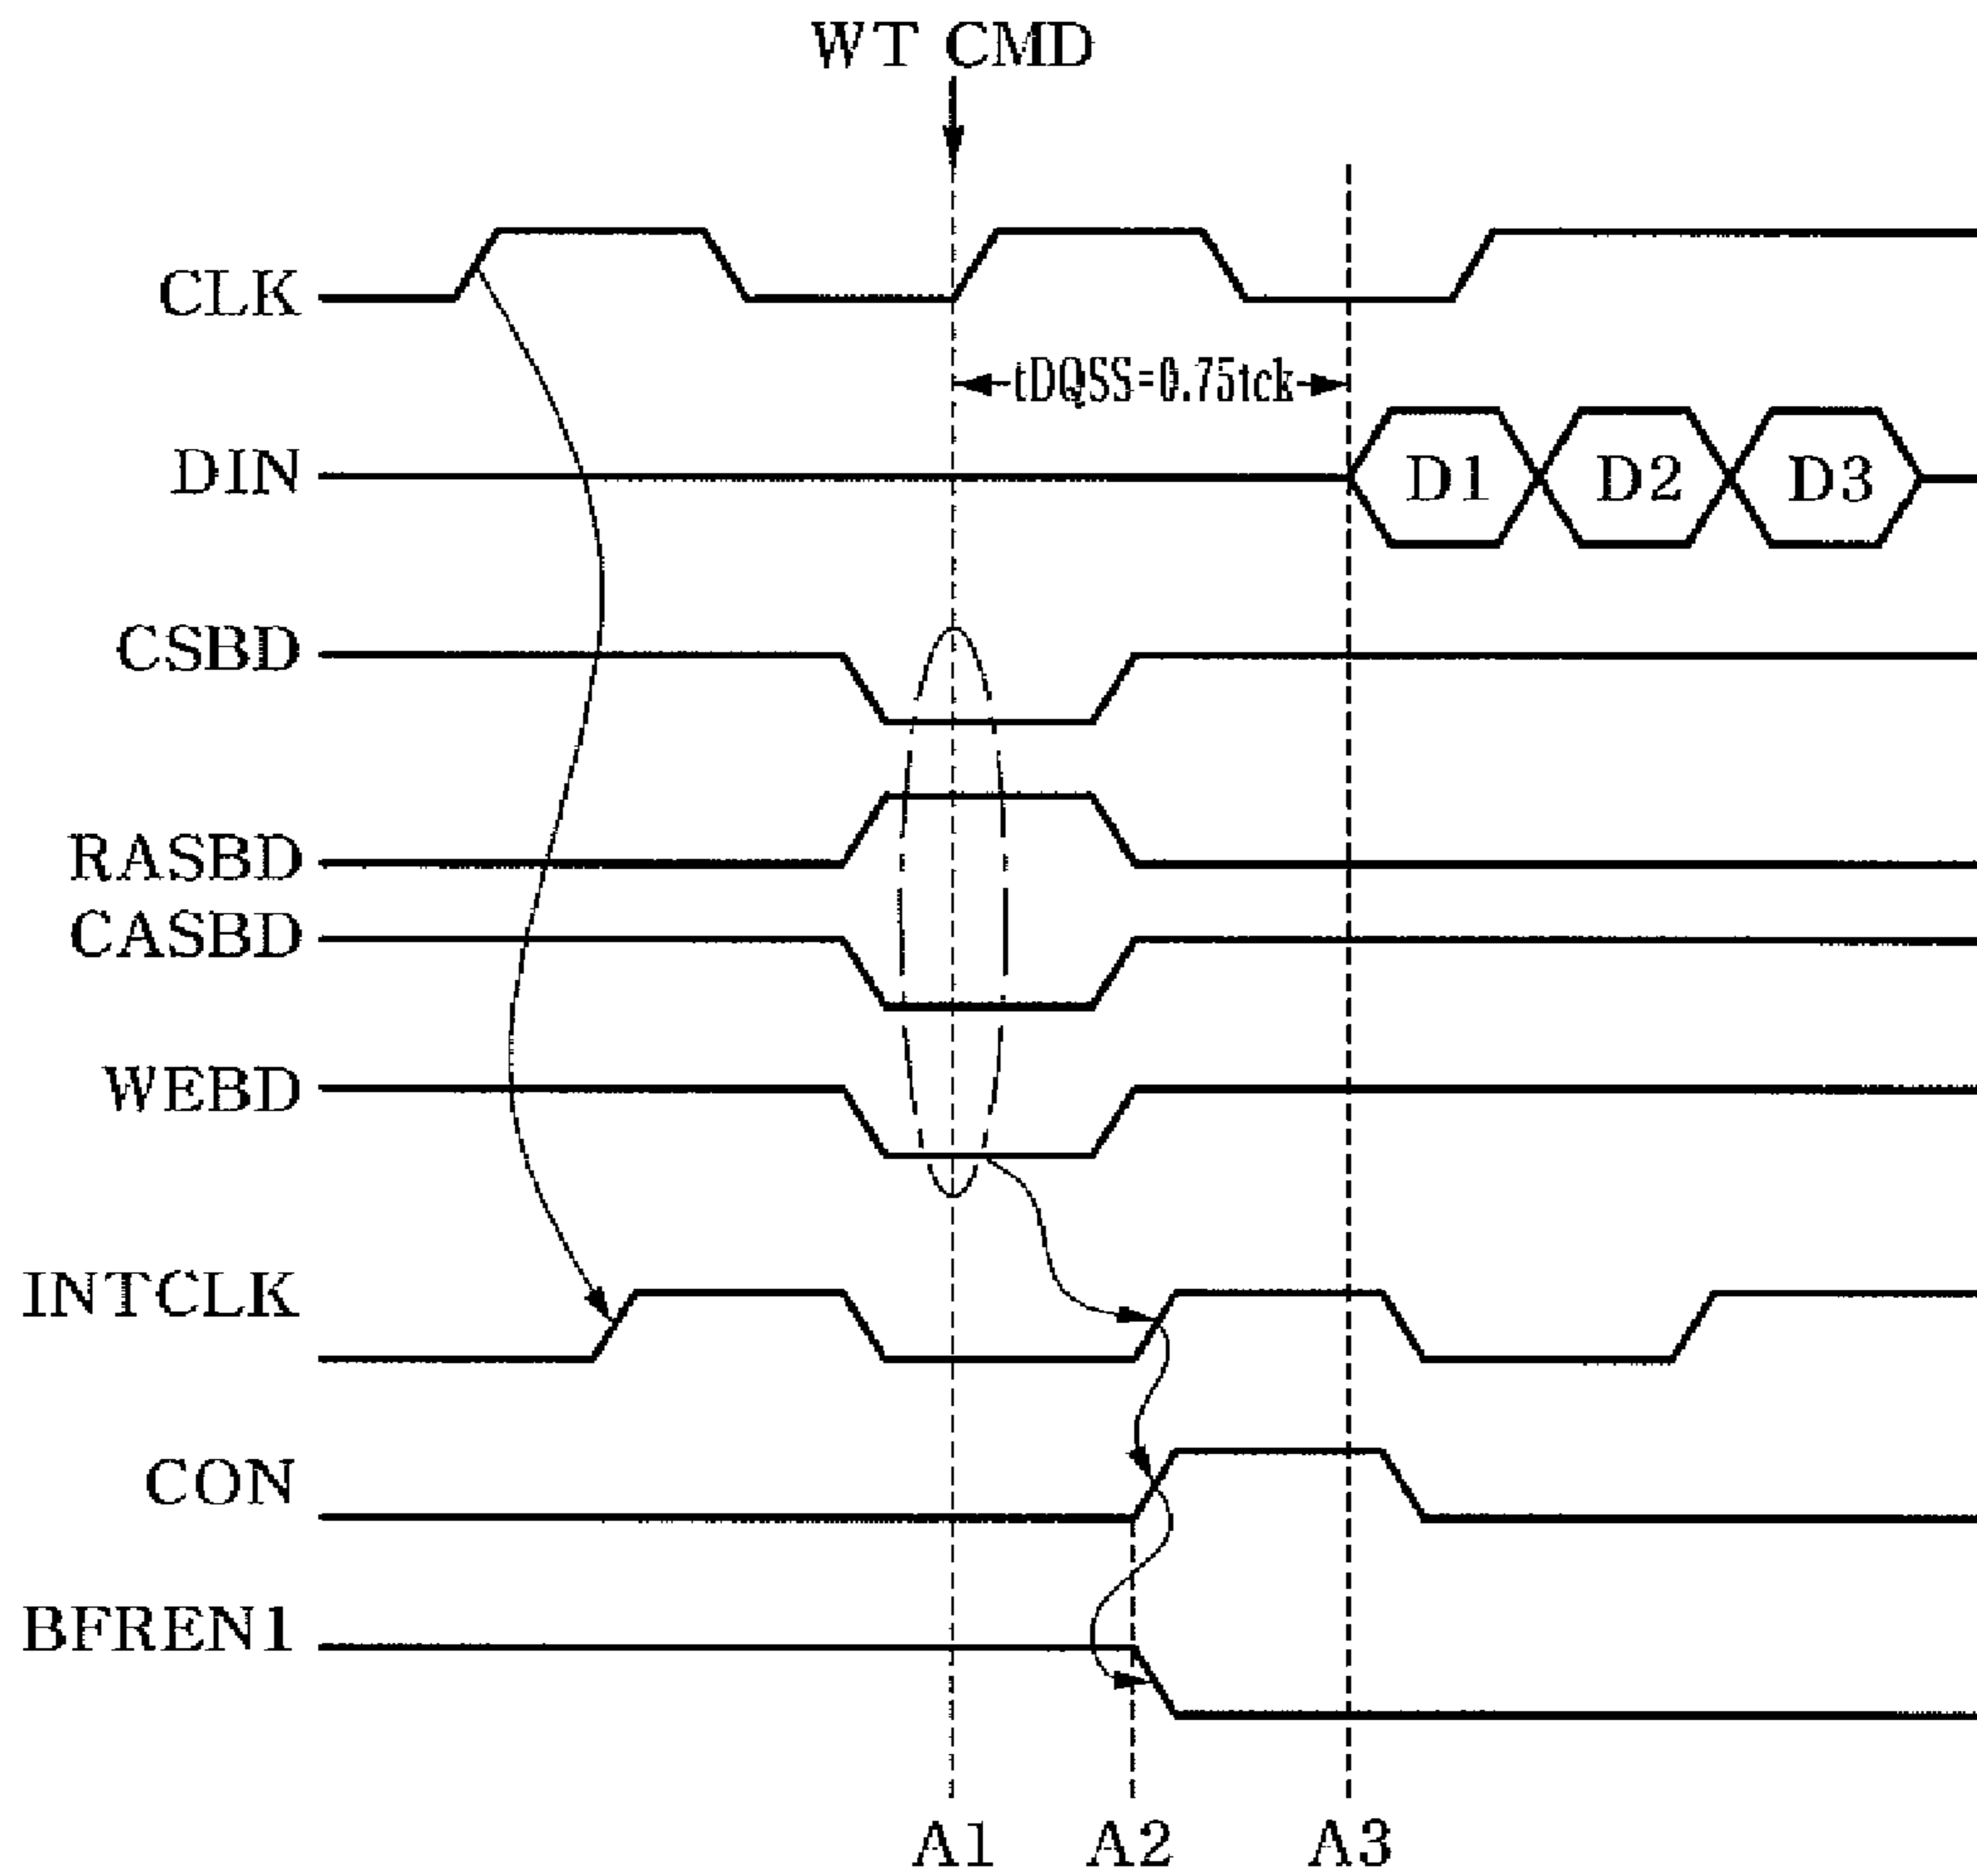 WT CMD
CLK
tDQSS=0.75tck
DIN
D1 D2 D3
CSBD
RASBD
CASBD
WEBD
INTCLK
CON
BFREN1
A1 A2 A3